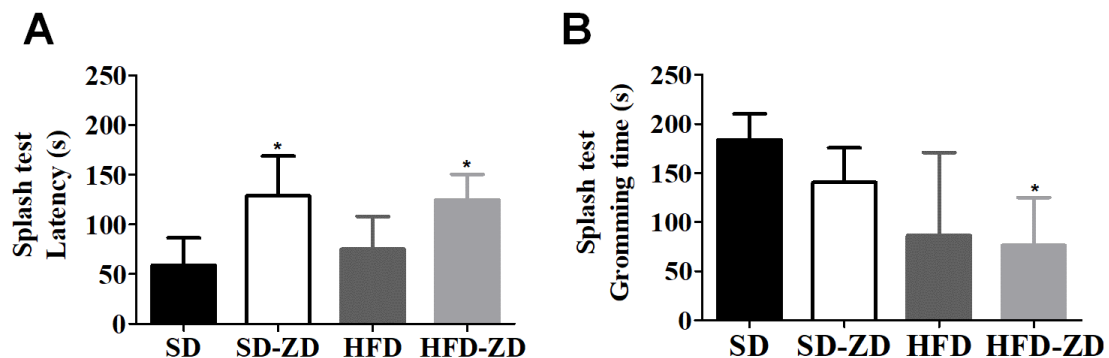 A
Splash test
Latency (s)
250
200
150
100
50
0
*
*
SD
SD-ZD
HFD
HFD-ZD
B
Splash test
Gromming time (s)
250
200
150
100
50
0
*
SD
SD-ZD
HFD
HFD-ZD